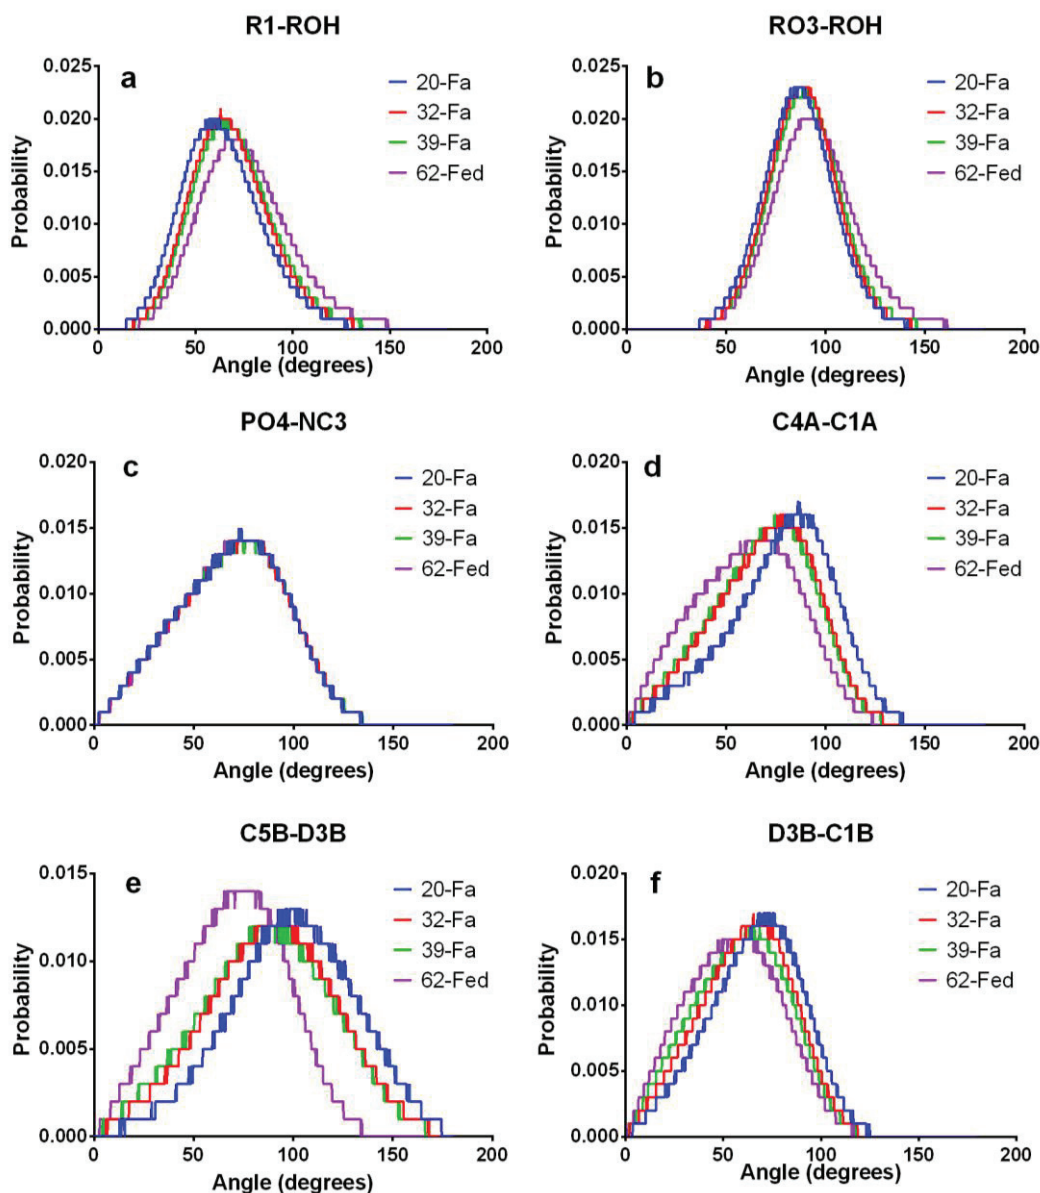 R1-ROH
a
20-Fa
32-Fa
39-Fa
62-Fed
Probability
0.025
0.020
0.015
0.010
0.005
0.000
0 50 100 150 200
Angle (degrees)
RO3-ROH
b
20-Fa
32-Fa
39-Fa
62-Fed
Probability
0.025
0.020
0.015
0.010
0.005
0.000
0 50 100 150 200
Angle (degrees)
PO4-NC3
c
20-Fa
32-Fa
39-Fa
62-Fed
Probability
0.020
0.015
0.010
0.005
0.000
0 50 100 150 200
Angle (degrees)
C4A-C1A
d
20-Fa
32-Fa
39-Fa
62-Fed
Probability
0.020
0.015
0.010
0.005
0.000
0 50 100 150 200
Angle (degrees)
C5B-D3B
e
20-Fa
32-Fa
39-Fa
62-Fed
Probability
0.015
0.010
0.005
0.000
0 50 100 150 200
Angle (degrees)
D3B-C1B
f
20-Fa
32-Fa
39-Fa
62-Fed
Probability
0.020
0.015
0.010
0.005
0.000
0 50 100 150 200
Angle (degrees)